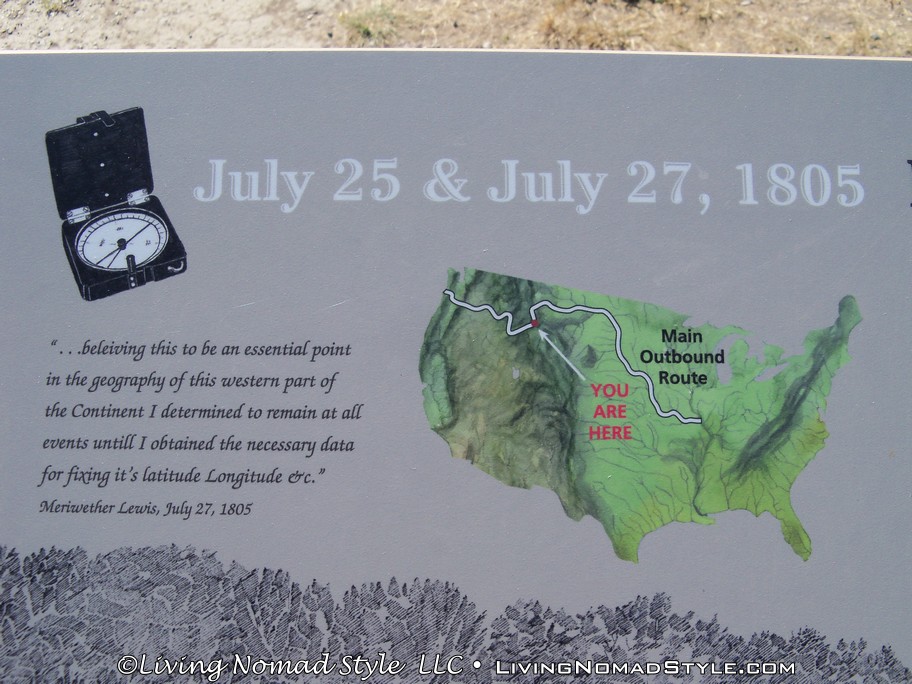 July 25 & July 27, 1805
“. . .beleiving this to be an essential point
in the geography of this western part of
the Continent I determined to remain at all
events untill I obtained the necessary data
for fixing it's latitude Longitude &c.”
Meriwether Lewis, July 27, 1805
Main
Outbound
Route
YOU
ARE
HERE
©Living Nomad Style LLC • LivingNomadStyle.com